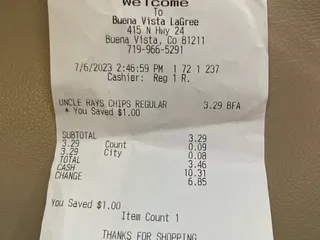 Welcome
To
Buena Vista LaGree
415 N Hwy 24
Buena Vista, Co 81211
719-966-5291
7/6/2023 2:46:59 PM 1 72 1 237
Cashier: Reg 1 R.
UNCLE RAYS CHIPS REGULAR 3.29 BFA
* You Saved $1.00
SUBTOTAL 3.29
3.29 Count 0.09
3.29 City 0.08
TOTAL 3.46
CASH 10.31
CHANGE 6.85
You Saved $1.00
Item Count 1
THANKS FOR SHOPPING